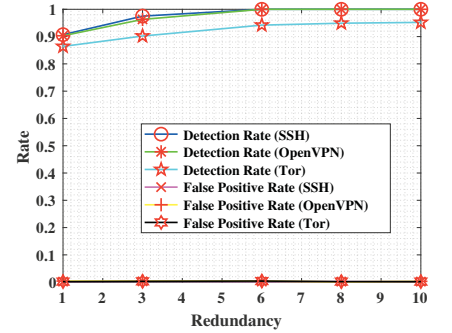 1
0.9
0.8
0.7
0.6
0.5
0.4
0.3
0.2
0.1
0
Rate
Detection Rate (SSH)
Detection Rate (OpenVPN)
Detection Rate (Tor)
False Positive Rate (SSH)
False Positive Rate (OpenVPN)
False Positive Rate (Tor)
1 2 3 4 5 6 7 8 9 10
Redundancy